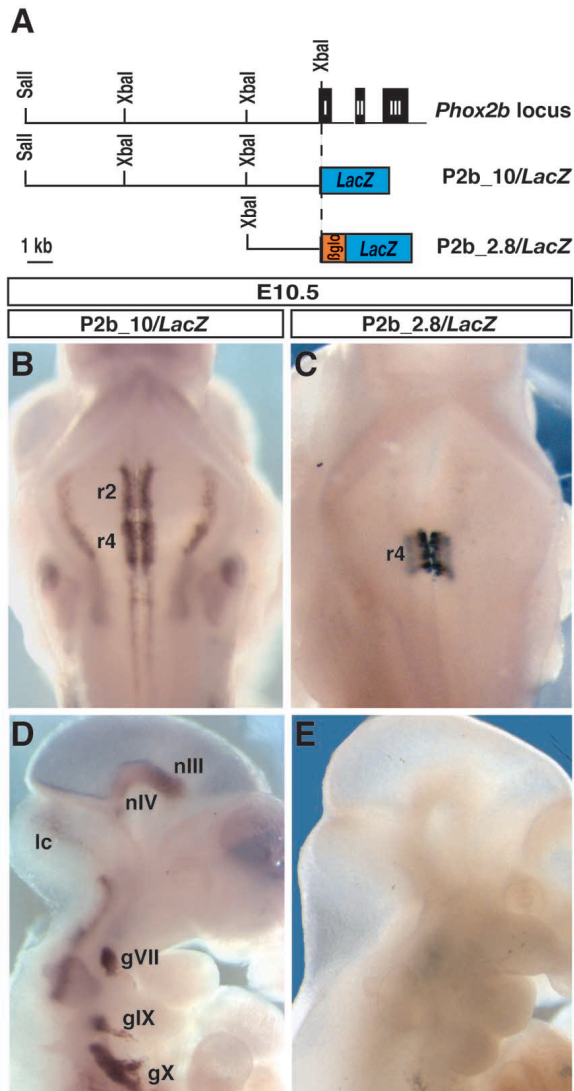 A
SalI XbaI XbaI XbaI
I II III
Phox2b locus
SalI XbaI XbaI
LacZ
P2b_10/LacZ
XbaI
βglo LacZ
P2b_2.8/LacZ
1 kb
E10.5
P2b_10/LacZ P2b_2.8/LacZ
B
r2
r4
C
r4
D
nIII
nIV
lc
gVII
gIX
gX
E